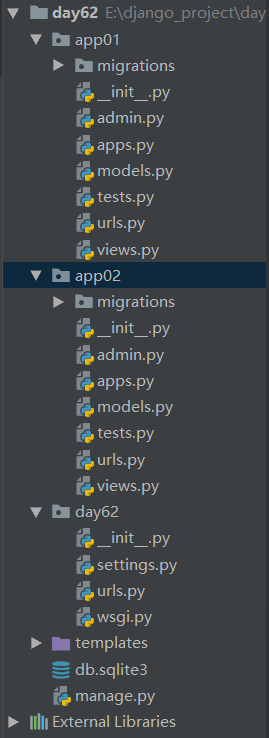 day62 E:\django_project\day
app01
migrations
__init__.py
admin.py
apps.py
models.py
tests.py
urls.py
views.py
app02
migrations
__init__.py
admin.py
apps.py
models.py
tests.py
urls.py
views.py
day62
__init__.py
settings.py
urls.py
wsgi.py
templates
db.sqlite3
manage.py
External Libraries